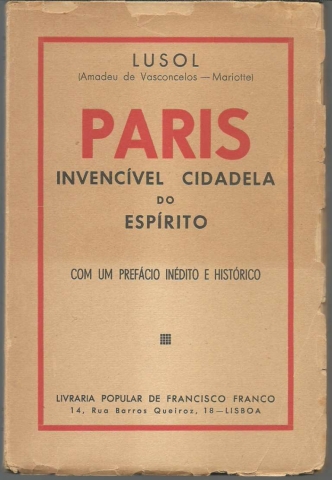 LUSOL
(Amadeu de Vasconcelos — Mariotte)
PARIS
INVENCÍVEL CIDADELA
DO
ESPÍRITO
COM UM PREFÁCIO INÉDITO E HISTÓRICO
LIVRARIA POPULAR DE FRANCISCO FRANCO
14, Rua Barros Queiroz, 18 — LISBOA